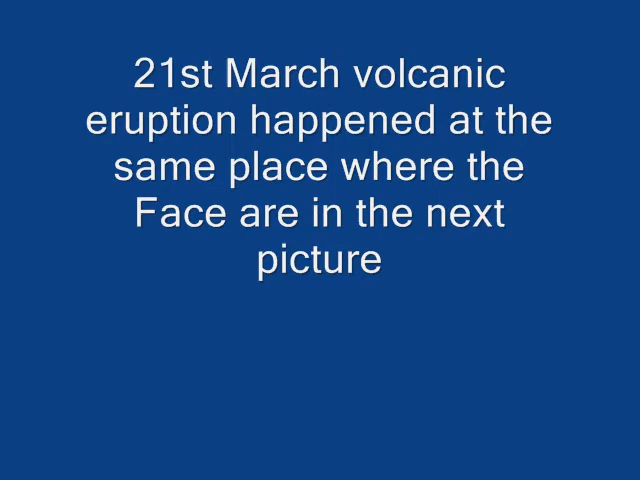 21st March volcanic
eruption happened at the
same place where the
Face are in the next
picture